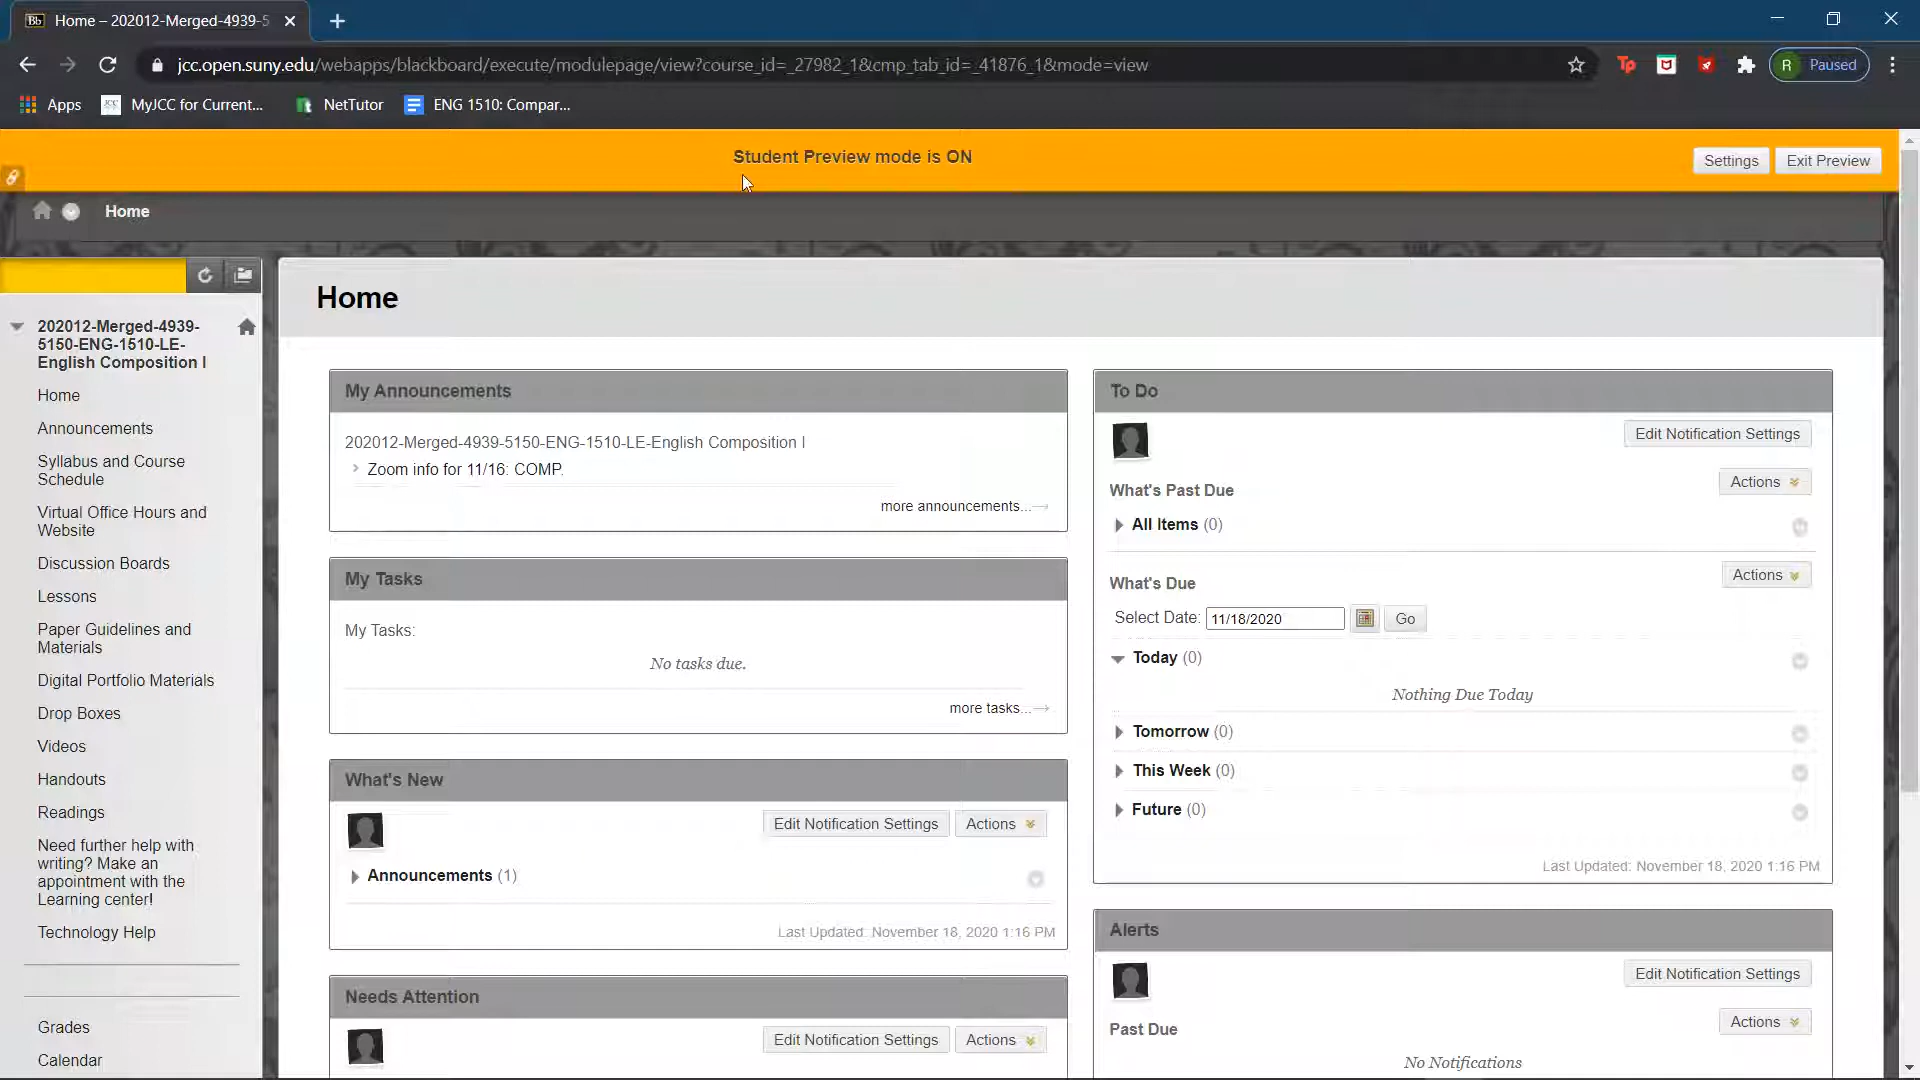 Bb Home – 202012-Merged-4939-5
jcc.open.suny.edu/webapps/blackboard/execute/modulepage/view?course_id=_27982_1&cmp_tab_id=_41876_1&mode=view
Tp
R Paused
Apps
MyJCC for Current...
NetTutor
ENG 1510: Compar...
Student Preview mode is ON
Settings
Exit Preview
Home
202012-Merged-4939-
5150-ENG-1510-LE-
English Composition I
Home
Announcements
Syllabus and Course
Schedule
Virtual Office Hours and
Website
Discussion Boards
Lessons
Paper Guidelines and
Materials
Digital Portfolio Materials
Drop Boxes
Videos
Handouts
Readings
Need further help with
writing? Make an
appointment with the
Learning center!
Technology Help
Grades
Calendar
Home
My Announcements
202012-Merged-4939-5150-ENG-1510-LE-English Composition I
Zoom info for 11/16: COMP.
more announcements...
My Tasks
My Tasks:
No tasks due.
more tasks...
What's New
Edit Notification Settings
Actions
Announcements (1)
Last Updated: November 18, 2020 1:16 PM
Needs Attention
Edit Notification Settings
Actions
To Do
Edit Notification Settings
Actions
What's Past Due
All Items (0)
Actions
What's Due
Select Date: 11/18/2020 Go
Today (0)
Nothing Due Today
Tomorrow (0)
This Week (0)
Future (0)
Last Updated: November 18, 2020 1:16 PM
Alerts
Edit Notification Settings
Actions
Past Due
No Notifications